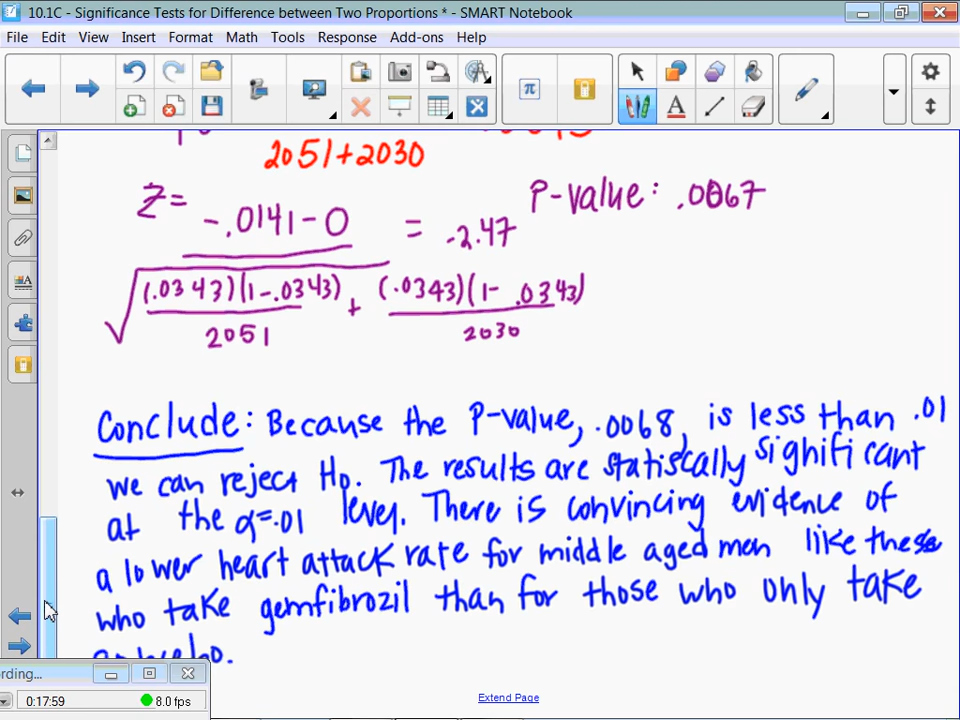 10.1C - Significance Tests for Difference between Two Proportions * - SMART Notebook
File Edit View Insert Format Math Tools Response Add-ons Help
2051+2030
Z = -.0141-0 = -2.47 P-value: .0067
√ (.0343)(1-.0343) + (.0343)(1-.0343)
2051 2030
Conclude: Because the P-value, .0068, is less than .01
we can reject Ho. The results are statiscally significant
at the α=.01 level. There is convincing evidence of
a lower heart attack rate for middle aged men like these
who take gemfibrozil than for those who only take
ording...
0:17:59 8.0 fps
Extend Page